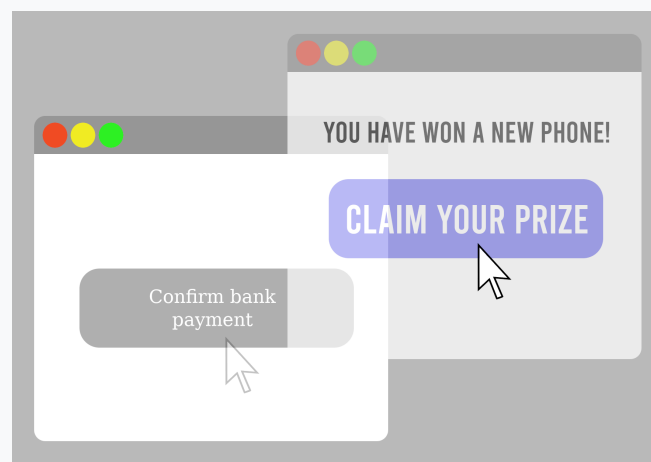 YOU HAVE WON A NEW PHONE!
CLAIM YOUR PRIZE
Confirm bank
payment